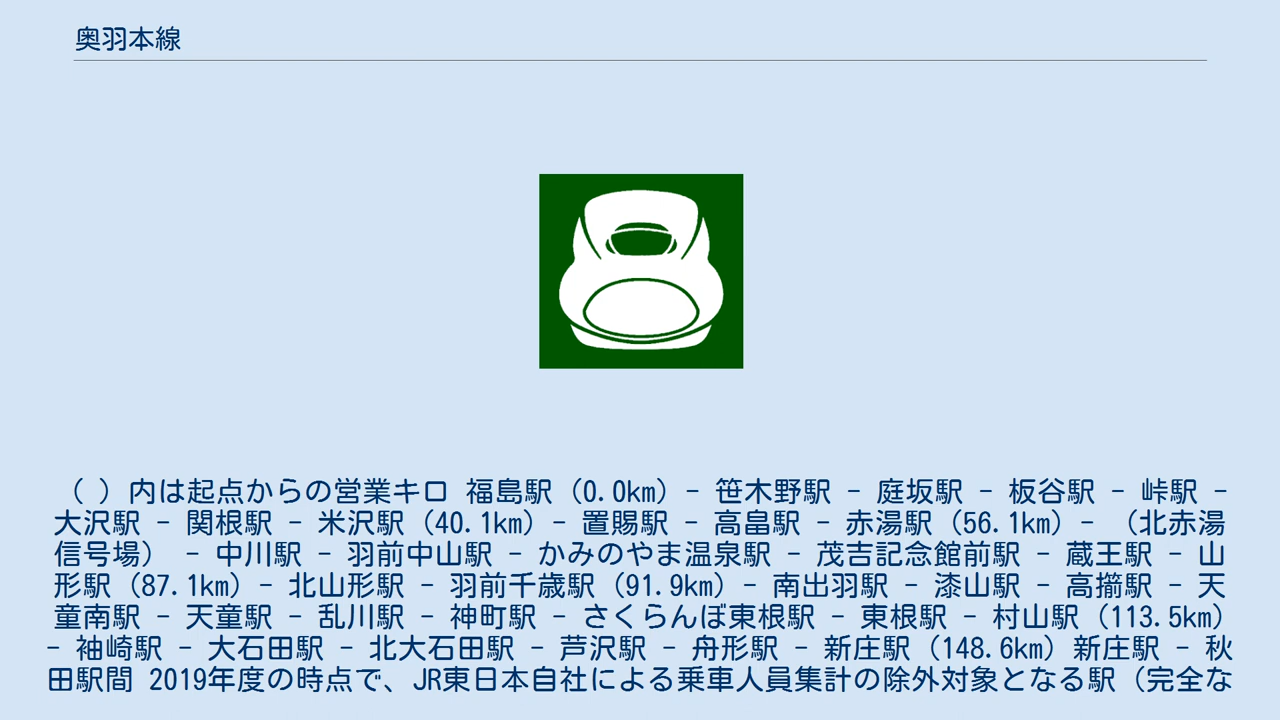 奥羽本線
（ ）内は起点からの営業キロ 福島駅（0.0km）- 笹木野駅 - 庭坂駅 - 板谷駅 - 峠駅 -
大沢駅 - 関根駅 - 米沢駅（40.1km）- 置賜駅 - 高畠駅 - 赤湯駅（56.1km）- （北赤湯
信号場） - 中川駅 - 羽前中山駅 - かみのやま温泉駅 - 茂吉記念館前駅 - 蔵王駅 - 山
形駅（87.1km）- 北山形駅 - 羽前千歳駅（91.9km）- 南出羽駅 - 漆山駅 - 高擶駅 - 天
童南駅 - 天童駅 - 乱川駅 - 神町駅 - さくらんぼ東根駅 - 東根駅 - 村山駅（113.5km）
- 袖崎駅 - 大石田駅 - 北大石田駅 - 芦沢駅 - 舟形駅 - 新庄駅（148.6km）新庄駅 - 秋
田駅間 2019年度の時点で、JR東日本自社による乗車人員集計の除外対象となる駅（完全な